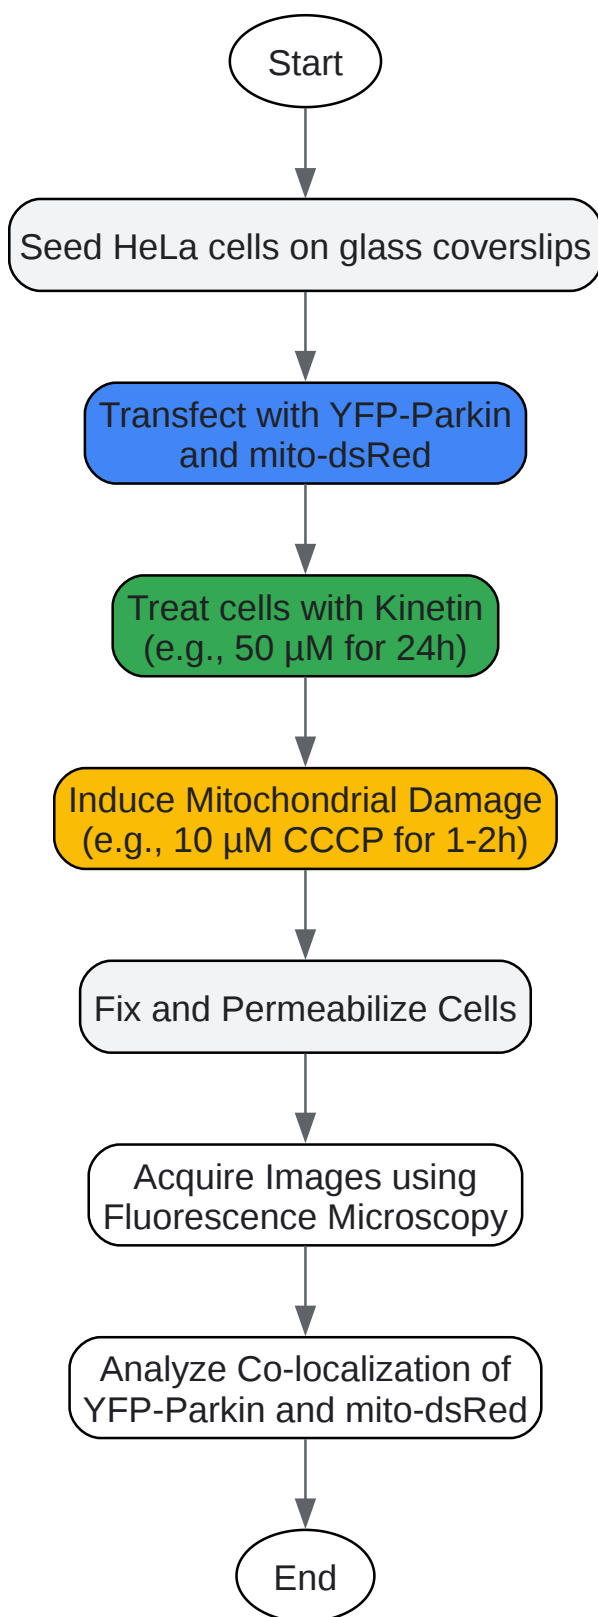 Start
Seed HeLa cells on glass coverslips
Transfect with YFP-Parkin
and mito-dsRed
Treat cells with Kinetin
(e.g., 50 µM for 24h)
Induce Mitochondrial Damage
(e.g., 10 µM CCCP for 1-2h)
Fix and Permeabilize Cells
Acquire Images using
Fluorescence Microscopy
Analyze Co-localization of
YFP-Parkin and mito-dsRed
End